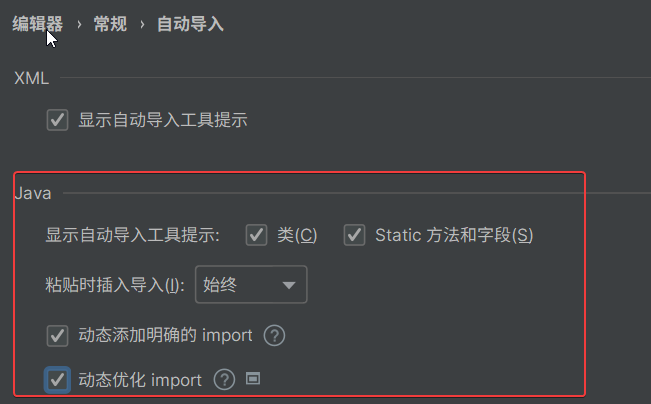 编辑器 › 常规 › 自动导入
XML
显示自动导入工具提示
Java
显示自动导入工具提示: 类(C) Static 方法和字段(S)
粘贴时插入导入(I): 始终
动态添加明确的 import ?
动态优化 import ?